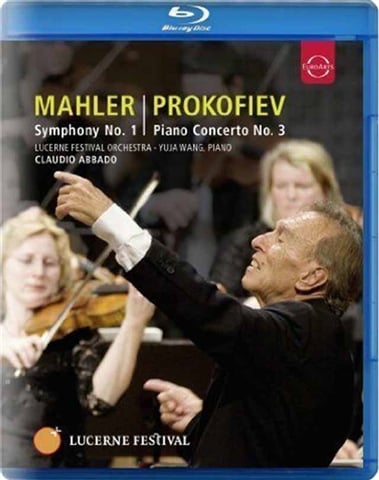 Blu-ray Disc
EUROARTS
MAHLER | PROKOFIEV
Symphony No. 1 | Piano Concerto No. 3
LUCERNE FESTIVAL ORCHESTRA - YUJA WANG, PIANO
CLAUDIO ABBADO
LUCERNE FESTIVAL